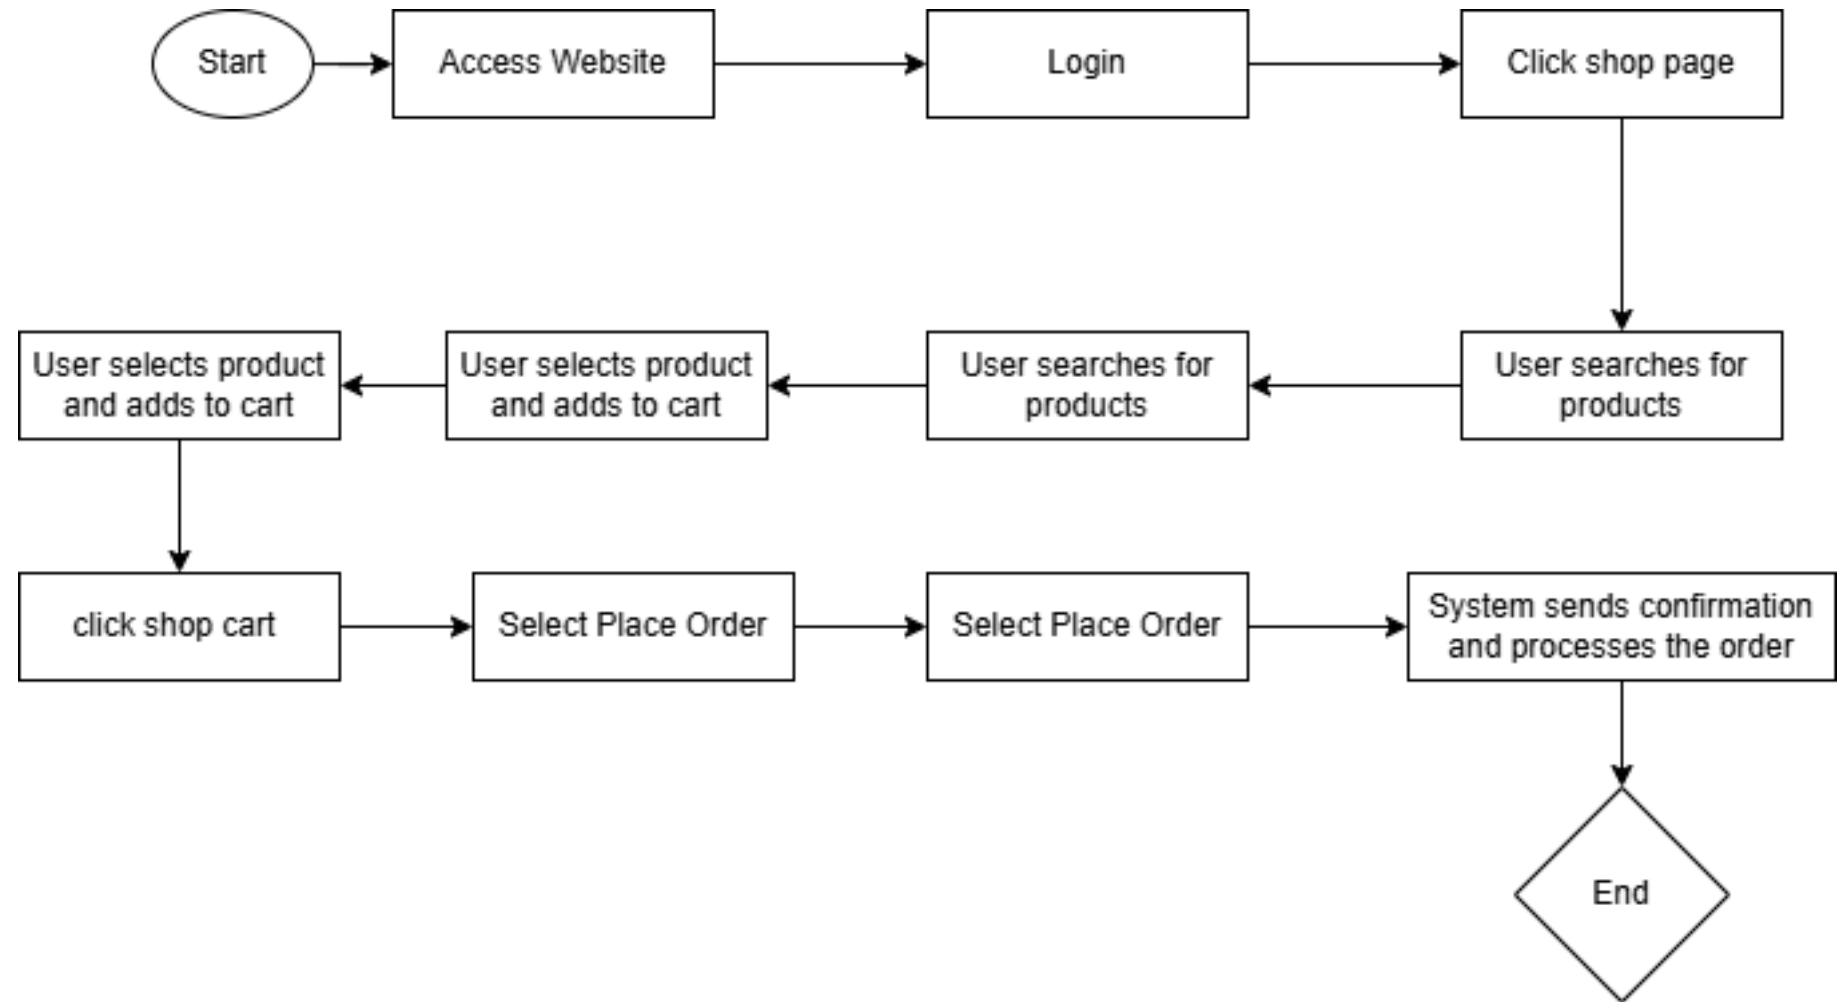 Start
Access Website
Login
Click shop page
User searches for
products
User searches for
products
User selects product
and adds to cart
User selects product
and adds to cart
click shop cart
Select Place Order
Select Place Order
System sends confirmation
and processes the order
End